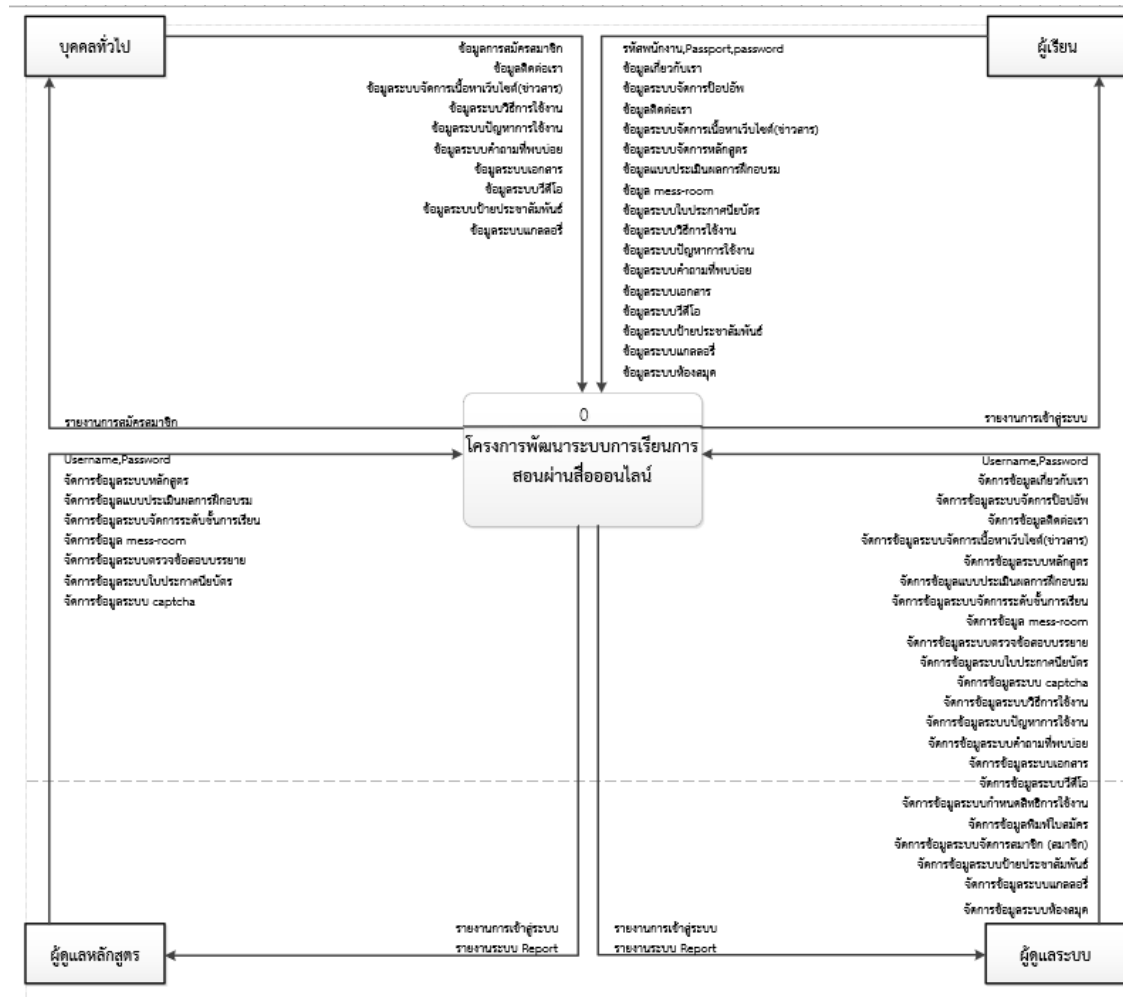 บุคคลทั่วไป
ข้อมูลการสมัครสมาชิก
ข้อมูลติดต่อเรา
ข้อมูลระบบจัดการเนื้อหาเว็บไซต์(ข่าวสาร)
ข้อมูลระบบวิธีการใช้งาน
ข้อมูลระบบปัญหาการใช้งาน
ข้อมูลระบบคำถามที่พบบ่อย
ข้อมูลระบบเอกสาร
ข้อมูลระบบวีดีโอ
ข้อมูลระบบป้ายประชาสัมพันธ์
ข้อมูลระบบแกลลอรี่
รายงานการสมัครสมาชิก
ผู้เรียน
รหัสพนักงาน,Passport,password
ข้อมูลเกี่ยวกับเรา
ข้อมูลระบบจัดการป๊อปอัพ
ข้อมูลติดต่อเรา
ข้อมูลระบบจัดการเนื้อหาเว็บไซต์(ข่าวสาร)
ข้อมูลระบบจัดการหลักสูตร
ข้อมูลแบบประเมินผลการฝึกอบรม
ข้อมูล mess-room
ข้อมูลระบบใบประกาศนียบัตร
ข้อมูลระบบวิธีการใช้งาน
ข้อมูลระบบปัญหาการใช้งาน
ข้อมูลระบบคำถามที่พบบ่อย
ข้อมูลระบบเอกสาร
ข้อมูลระบบวีดีโอ
ข้อมูลระบบป้ายประชาสัมพันธ์
ข้อมูลระบบแกลลอรี่
ข้อมูลระบบห้องสมุด
รายงานการเข้าสู่ระบบ
0
โครงการพัฒนาระบบการเรียนการ
สอนผ่านสื่อออนไลน์
Username,Password
จัดการข้อมูลระบบหลักสูตร
จัดการข้อมูลแบบประเมินผลการฝึกอบรม
จัดการข้อมูลระบบจัดการระดับชั้นการเรียน
จัดการข้อมูล mess-room
จัดการข้อมูลระบบตรวจข้อสอบบรรยาย
จัดการข้อมูลระบบใบประกาศนียบัตร
จัดการข้อมูลระบบ captcha
รายงานการเข้าสู่ระบบ
รายงานระบบ Report
ผู้ดูแลหลักสูตร
Username,Password
จัดการข้อมูลเกี่ยวกับเรา
จัดการข้อมูลระบบจัดการป๊อปอัพ
จัดการข้อมูลติดต่อเรา
จัดการข้อมูลระบบจัดการเนื้อหาเว็บไซต์(ข่าวสาร)
จัดการข้อมูลระบบหลักสูตร
จัดการข้อมูลแบบประเมินผลการฝึกอบรม
จัดการข้อมูลระบบจัดการระดับชั้นการเรียน
จัดการข้อมูล mess-room
จัดการข้อมูลระบบตรวจข้อสอบบรรยาย
จัดการข้อมูลระบบใบประกาศนียบัตร
จัดการข้อมูลระบบ captcha
จัดการข้อมูลระบบวิธีการใช้งาน
จัดการข้อมูลระบบปัญหาการใช้งาน
จัดการข้อมูลระบบคำถามที่พบบ่อย
จัดการข้อมูลระบบเอกสาร
จัดการข้อมูลระบบวีดีโอ
จัดการข้อมูลระบบกำหนดสิทธิการใช้งาน
จัดการข้อมูลพิมพ์ใบสมัคร
จัดการข้อมูลระบบจัดการสมาชิก (สมาชิก)
จัดการข้อมูลระบบป้ายประชาสัมพันธ์
จัดการข้อมูลระบบแกลลอรี่
จัดการข้อมูลระบบห้องสมุด
รายงานการเข้าสู่ระบบ
รายงานระบบ Report
ผู้ดูแลระบบ